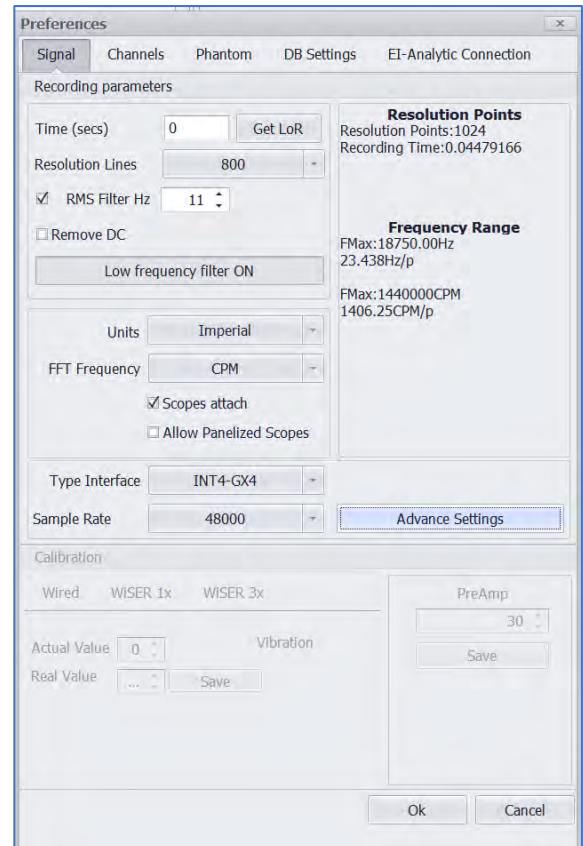 Preferences
Signal Channels Phantom DB Settings EI-Analytic Connection
Recording parameters
Time (secs) 0 Get LoR
Resolution Lines 800
RMS Filter Hz 11
Remove DC
Low frequency filter ON
Resolution Points
Resolution Points:1024
Recording Time:0.04479166
Frequency Range
FMax:18750.00Hz
23.438Hz/p
FMax:1440000CPM
1406.25CPM/p
Units Imperial
FFT Frequency CPM
Scopes attach
Allow Panelized Scopes
Type Interface INT4-GX4
Sample Rate 48000 Advance Settings
Calibration
Wired WiSER 1x WiSER 3x
Actual Value 0 Vibration
Real Value ... Save
PreAmp
30
Save
Ok Cancel